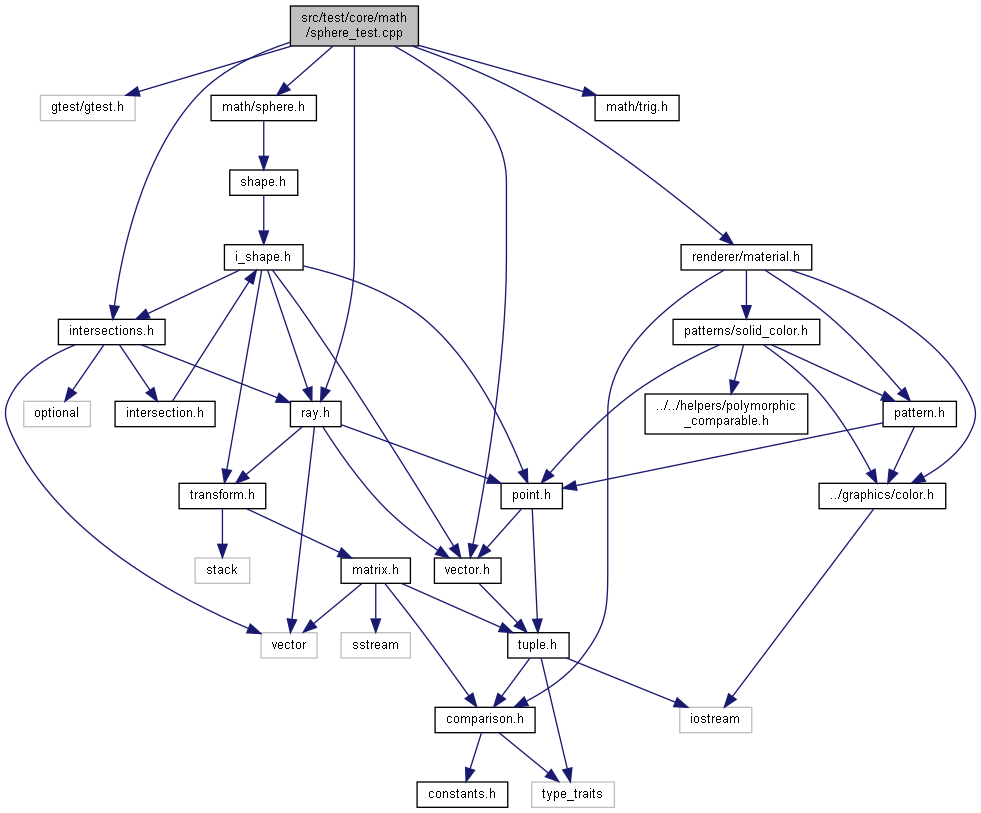 src/test/core/math
/sphere_test.cpp
gtest/gtest.h
math/sphere.h
math/trig.h
shape.h
i_shape.h
renderer/material.h
intersections.h
patterns/solid_color.h
optional
intersection.h
ray.h
../../helpers/polymorphic
_comparable.h
pattern.h
transform.h
point.h
../graphics/color.h
stack
matrix.h
vector.h
vector
sstream
tuple.h
comparison.h
iostream
constants.h
type_traits